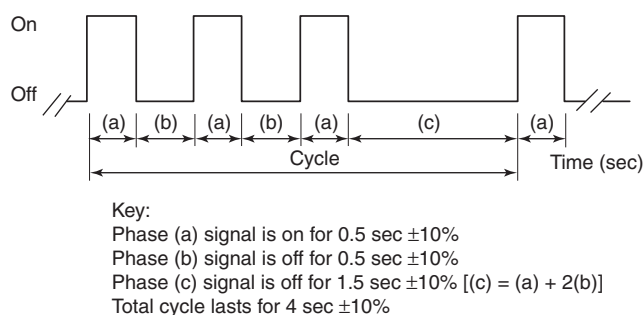 On
Off
(a) (b) (a) (b) (a) (c) (a)
Cycle Time (sec)
Key:
Phase (a) signal is on for 0.5 sec ±10%
Phase (b) signal is off for 0.5 sec ±10%
Phase (c) signal is off for 1.5 sec ±10% [(c) = (a) + 2(b)]
Total cycle lasts for 4 sec ±10%